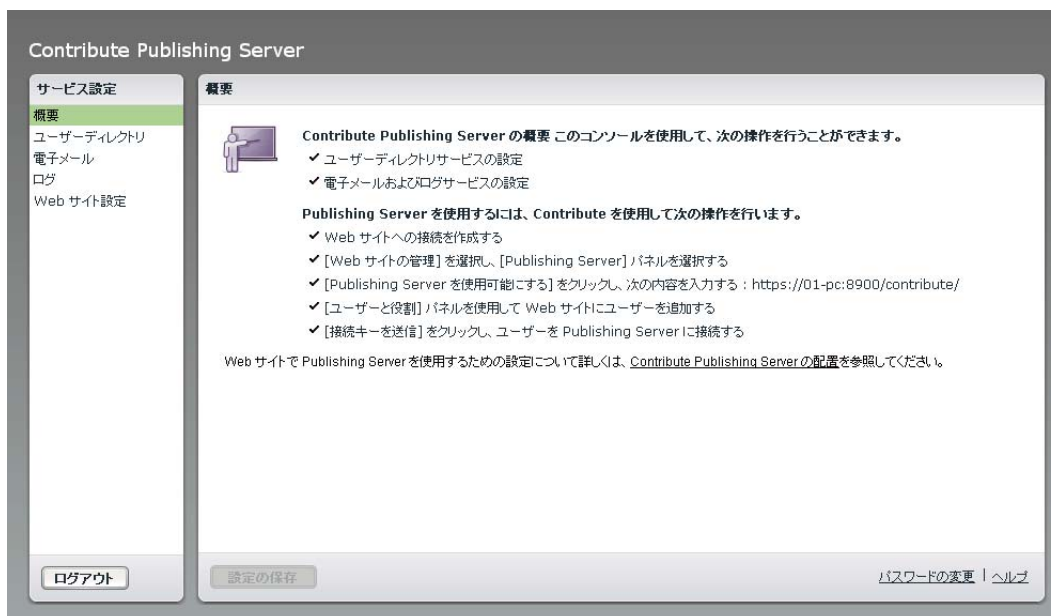 Contribute Publishing Server
サービス設定
概要
ユーザーディレクトリ
電子メール
ログ
Web サイト設定
ログアウト
概要
Contribute Publishing Server の概要 このコンソールを使用して、次の操作を行うことができます。
✔ ユーザーディレクトリサービスの設定
✔ 電子メールおよびログサービスの設定
Publishing Server を使用するには、Contribute を使用して次の操作を行います。
✔ Web サイトへの接続を作成する
✔ [Web サイトの管理] を選択し、[Publishing Server] パネルを選択する
✔ [Publishing Server を使用可能にする] をクリックし、次の内容を入力する : https://01-pc:8900/contribute/
✔ [ユーザーと役割] パネルを使用して Web サイトにユーザーを追加する
✔ [接続キーを送信] をクリックし、ユーザーを Publishing Server に接続する
Web サイトで Publishing Server を使用するための設定について詳しくは、Contribute Publishing Server の配置を参照してください。
設定の保存
パスワードの変更 | ヘルプ